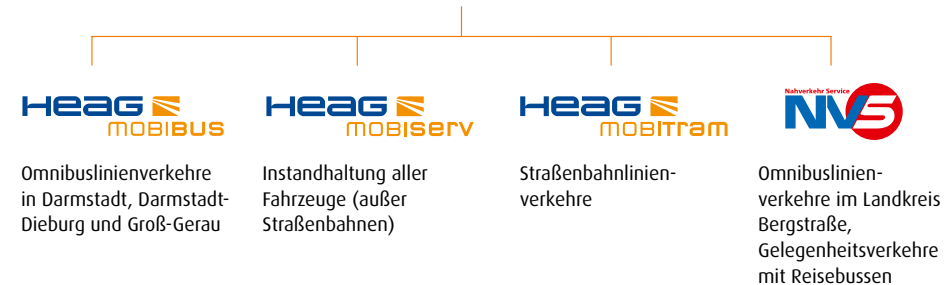 HEAG
MOBIBUS
Omnibuslinienverkehre
in Darmstadt, Darmstadt-
Dieburg und Groß-Gerau
HEAG
MOBIserv
Instandhaltung aller
Fahrzeuge (außer
Straßenbahnen)
HEAG
MOBITram
Straßenbahnlinien-
verkehre
Nahverkehr Service
NVS
Omnibuslinien-
verkehre im Landkreis
Bergstraße,
Gelegenheitsverkehre
mit Reisebussen